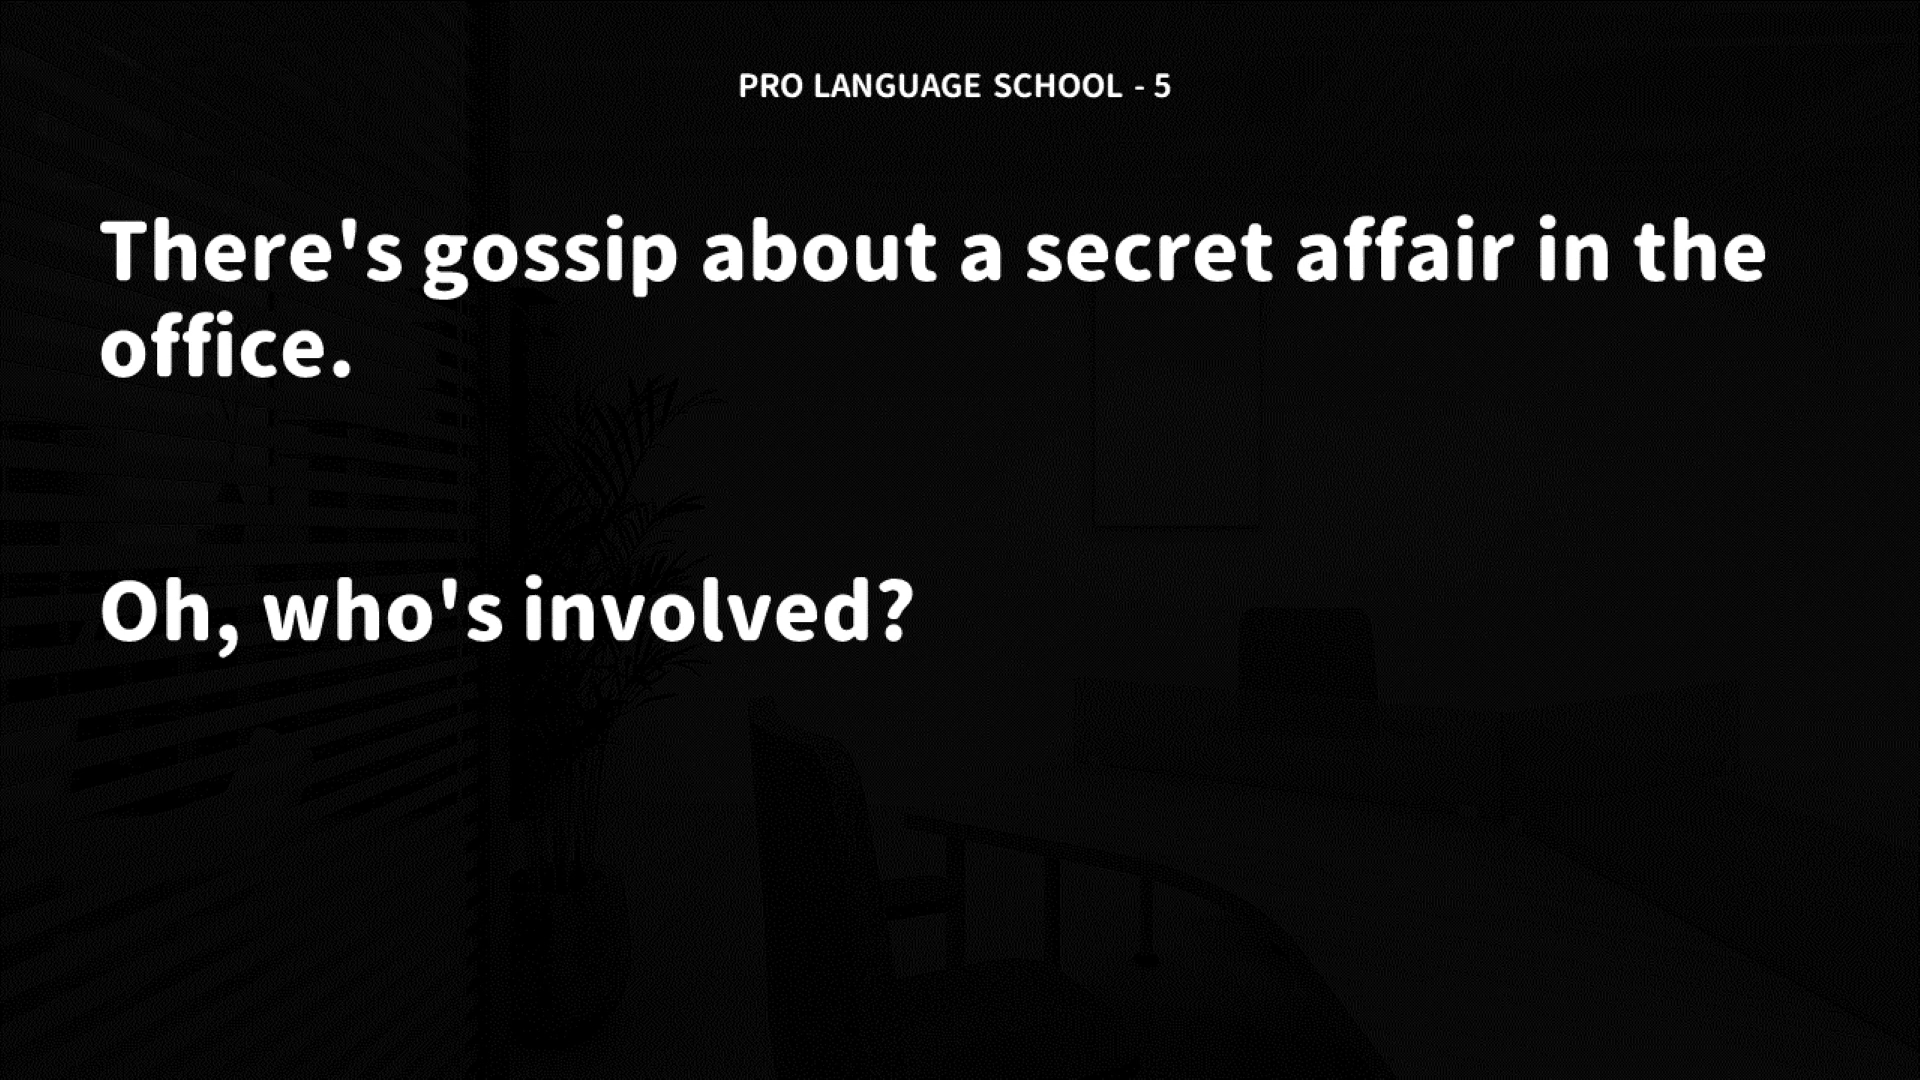 PRO LANGUAGE SCHOOL - 5
There's gossip about a secret affair in the
office.
Oh, who's involved?